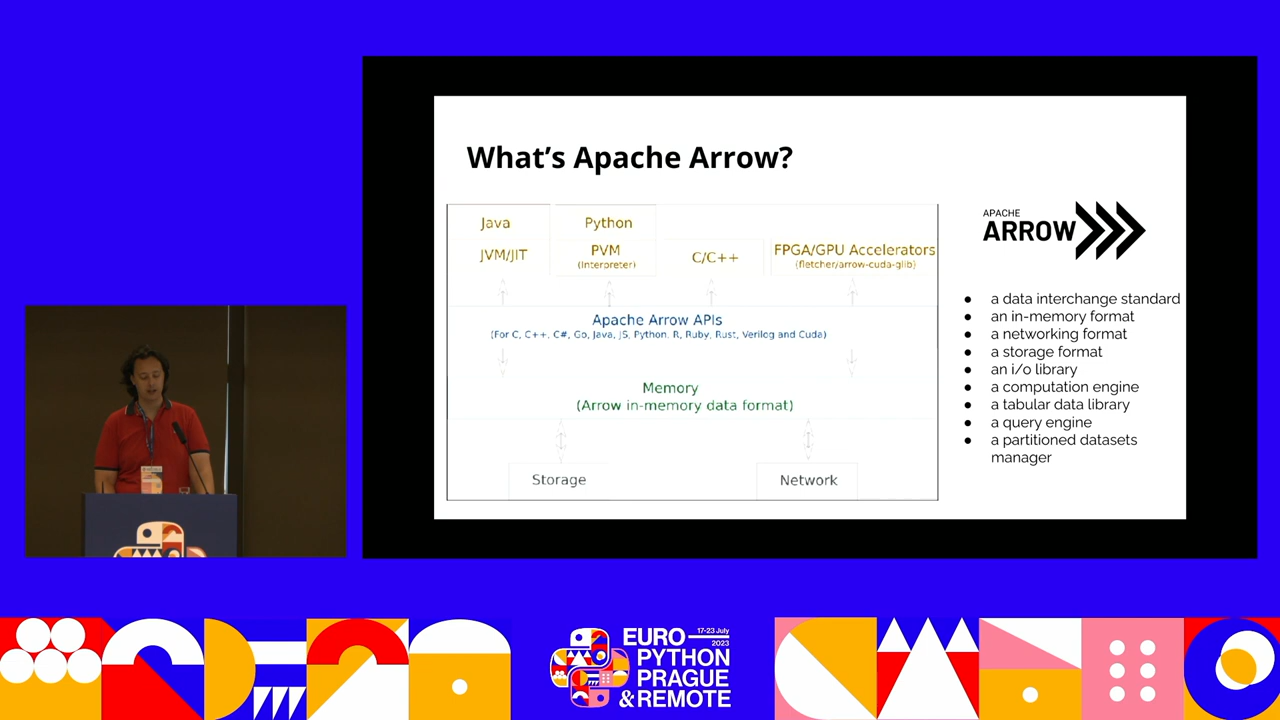 What's Apache Arrow?
Java
Python
JVM/JIT
PVM
(Interpreter)
C/C++
FPGA/GPU Accelerators
(fletcher/arrow-cuda-glib)
Apache Arrow APIs
(For C, C++, C#, Go, Java, JS, Python, R, Ruby, Rust, Verilog and Cuda)
Memory
(Arrow in-memory data format)
Storage
Network
APACHE
ARROW
● a data interchange standard
● an in-memory format
● a networking format
● a storage format
● an i/o library
● a computation engine
● a tabular data library
● a query engine
● a partitioned datasets
manager
EURO
17-23 July
2023
PYTHON
PRAGUE
& REMOTE